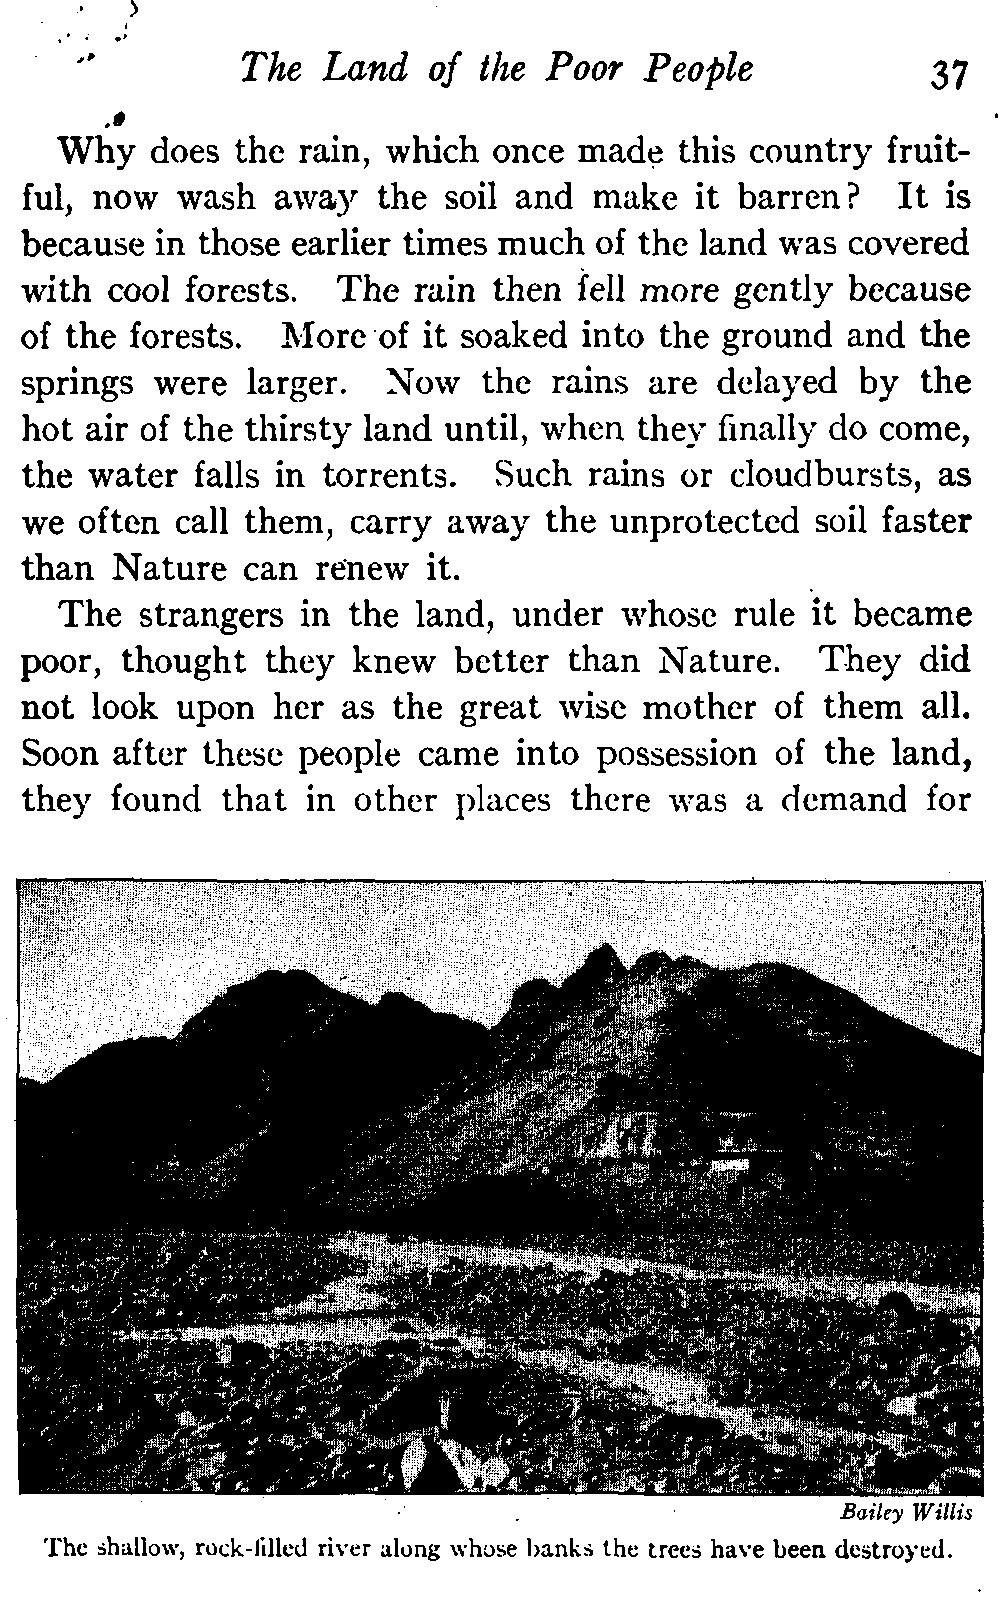 The Land of the Poor People 37
Why does the rain, which once made this country fruit-
ful, now wash away the soil and make it barren? It is
because in those earlier times much of the land was covered
with cool forests. The rain then fell more gently because
of the forests. More of it soaked into the ground and the
springs were larger. Now the rains are delayed by the
hot air of the thirsty land until, when they finally do come,
the water falls in torrents. Such rains or cloudbursts, as
we often call them, carry away the unprotected soil faster
than Nature can renew it.
The strangers in the land, under whose rule it became
poor, thought they knew better than Nature. They did
not look upon her as the great wise mother of them all.
Soon after these people came into possession of the land,
they found that in other places there was a demand for
Bailey Willis
The shallow, rock-filled river along whose banks the trees have been destroyed.